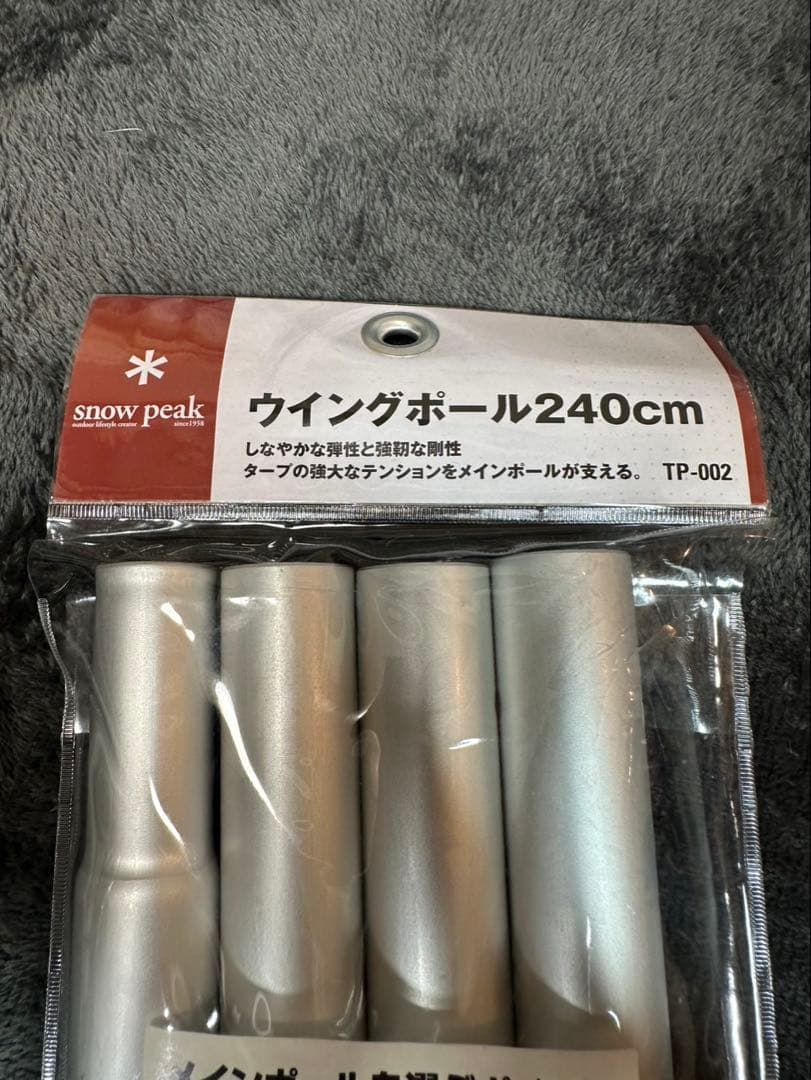 snow peak
outdoor lifestyle creator since1958
ウイングポール240cm
しなやかな弾性と強靭な剛性
タープの強大なテンションをメインポールが支える。 TP-002